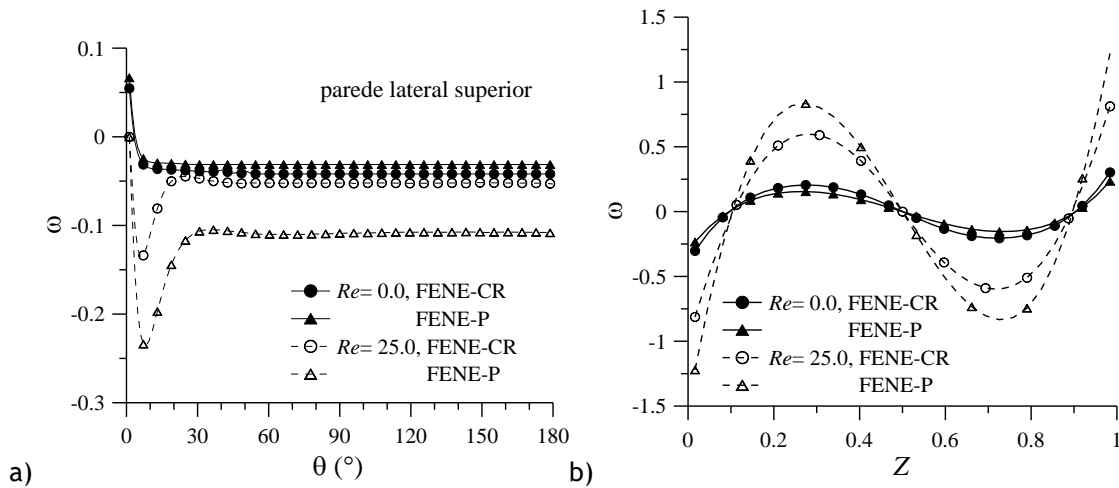 0.1
0
-0.1
-0.2
-0.3
ω
parede lateral superior
Re= 0.0, FENE-CR
FENE-P
Re= 25.0, FENE-CR
FENE-P
0 30 60 90 120 150 180
θ (°)
a)
1.5
1
0.5
0
-0.5
-1
-1.5
ω
Re= 0.0, FENE-CR
FENE-P
Re= 25.0, FENE-CR
FENE-P
0 0.2 0.4 0.6 0.8 1
Z
b)